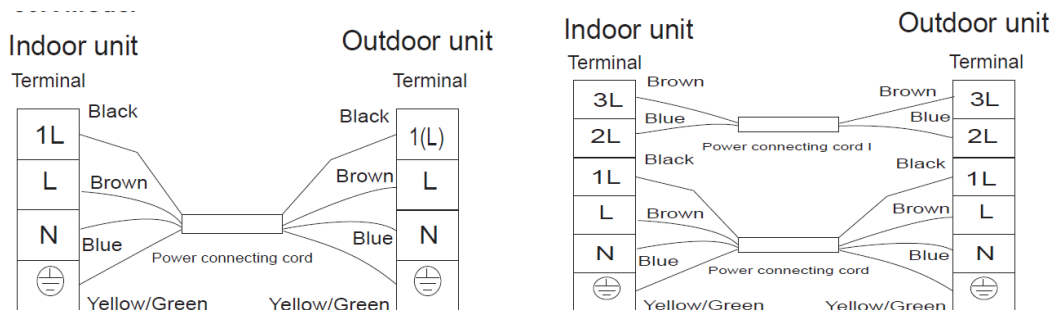 Indoor unit
Outdoor unit
Terminal
Terminal
Black
Black
1L
1(L)
L
Brown
Brown
L
N
Blue
Blue
N
Power connecting cord
Yellow/Green
Yellow/Green
Indoor unit
Outdoor unit
Terminal
Terminal
Brown
Brown
3L
3L
Blue
Blue
2L
2L
Power connecting cord I
Black
Black
1L
1L
L
Brown
Brown
L
N
Blue
Blue
N
Power connecting cord
Yellow/Green
Yellow/Green